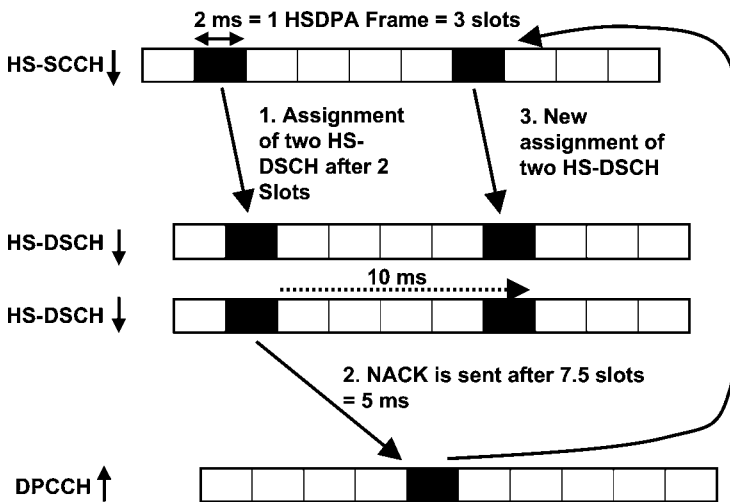 2 ms = 1 HSDPA Frame = 3 slots
HS-SCCH
1. Assignment
of two HS-
DSCH after 2
Slots
3. New
assignment of
two HS-DSCH
HS-DSCH
10 ms
HS-DSCH
2. NACK is sent after 7.5 slots
= 5 ms
DPCCH